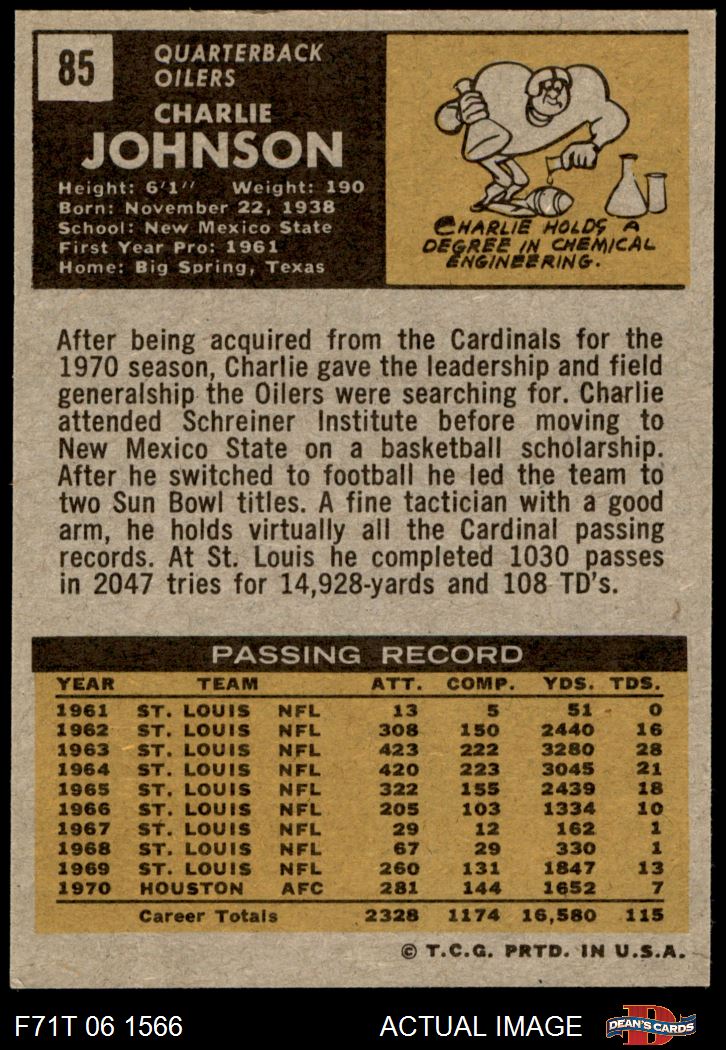 85
QUARTERBACK
OILERS
CHARLIE
JOHNSON
Height: 6'1" Weight: 190
Born: November 22, 1938
School: New Mexico State
First Year Pro: 1961
Home: Big Spring, Texas
CHARLIE HOLDS A
DEGREE IN CHEMICAL
ENGINEERING.
After being acquired from the Cardinals for the
1970 season, Charlie gave the leadership and field
generalship the Oilers were searching for. Charlie
attended Schreiner Institute before moving to
New Mexico State on a basketball scholarship.
After he switched to football he led the team to
two Sun Bowl titles. A fine tactician with a good
arm, he holds virtually all the Cardinal passing
records. At St. Louis he completed 1030 passes
in 2047 tries for 14,928-yards and 108 TD's.
PASSING RECORD
YEAR TEAM ATT. COMP. YDS. TDS.
1961 ST. LOUIS NFL 13 5 51 0
1962 ST. LOUIS NFL 308 150 2440 16
1963 ST. LOUIS NFL 423 222 3280 28
1964 ST. LOUIS NFL 420 223 3045 21
1965 ST. LOUIS NFL 322 155 2439 18
1966 ST. LOUIS NFL 205 103 1334 10
1967 ST. LOUIS NFL 29 12 162 1
1968 ST. LOUIS NFL 67 29 330 1
1969 ST. LOUIS NFL 260 131 1847 13
1970 HOUSTON AFC 281 144 1652 7
Career Totals 2328 1174 16,580 115
© T.C.G. PRTD. IN U.S.A.
F71T 06 1566 ACTUAL IMAGE D DEAN'S CARDS